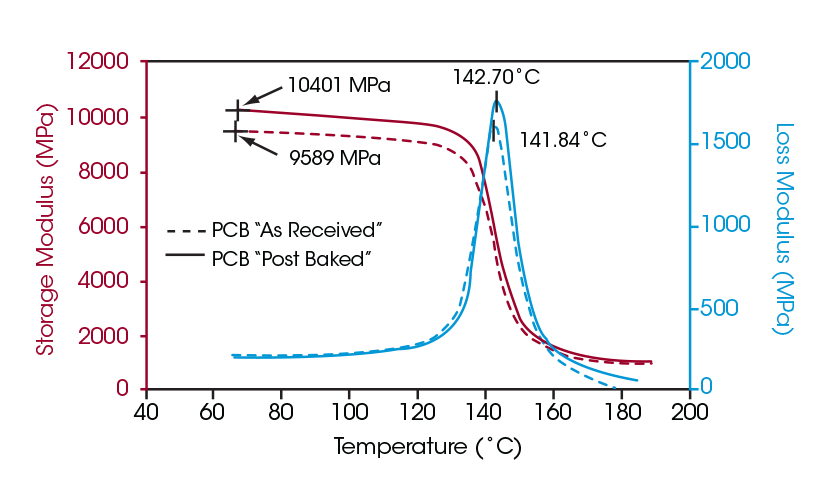 12000
10000
8000
6000
4000
2000
0
Storage Modulus (MPa)
10401 MPa
9589 MPa
142.70°C
141.84°C
PCB "As Received"
PCB "Post Baked"
2000
1500
1000
500
0
Loss Modulus (MPa)
40 60 80 100 120 140 160 180 200
Temperature (°C)